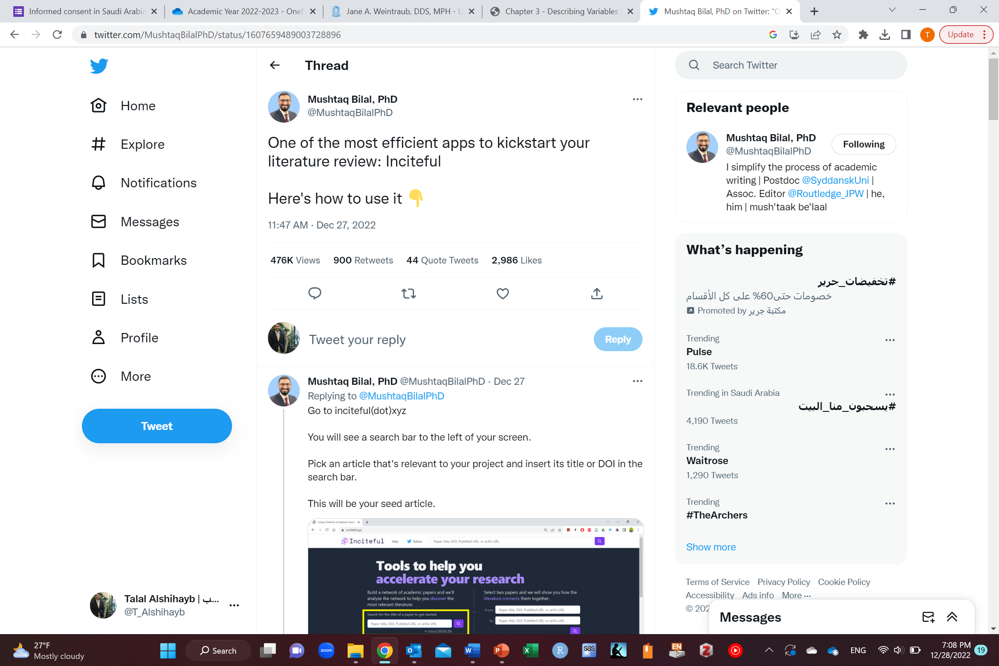 Informed consent in Saudi Arabia
Academic Year 2022-2023 - OneD
Jane A. Weintraub, DDS, MPH - U
Chapter 3 - Describing Variables |
Mushtaq Bilal, PhD on Twitter: "O
twitter.com/MushtaqBilalPhD/status/1607659489003728896
T
Update
Home
Explore
Notifications
Messages
Bookmarks
Lists
Profile
More
Tweet
Talal Alshihayb | ب...
@T_Alshihayb
Thread
Mushtaq Bilal, PhD
@MushtaqBilalPhD
One of the most efficient apps to kickstart your
literature review: Inciteful
Here's how to use it 👇
11:47 AM · Dec 27, 2022
476K Views 900 Retweets 44 Quote Tweets 2,986 Likes
Tweet your reply
Reply
Mushtaq Bilal, PhD @MushtaqBilalPhD · Dec 27
Replying to @MushtaqBilalPhD
Go to inciteful(dot)xyz
You will see a search bar to the left of your screen.
Pick an article that's relevant to your project and insert its title or DOI in the
search bar.
This will be your seed article.
Using Citations to Explore Acade
inciteful.xyz
Inciteful Help Follow Paper title, DOI, PubMed URL, or arXiv URL
Tools to help you
accelerate your research
Build a network of academic papers and we'll
analyze the network to help you discover the
most relevant literature.
Search for the title of a paper to get started.
Paper title, DOI, PubMed URL, or arXiv URL
or Import BibTeX file
OR
Select two papers and we will show you how the
literature connects them together.
From: Paper title, DOI, PubMed URL, or arXiv URL
To: Paper title, DOI, PubMed URL, or arXiv URL
Search Twitter
Relevant people
Mushtaq Bilal, PhD
@MushtaqBilalPhD
Following
I simplify the process of academic
writing | Postdoc @SyddanskUni |
Assoc. Editor @Routledge_JPW | he,
him | mush'taak be'laal
What's happening
#تخفيضات_جرير
خصومات حتى60% على كل الأقسام
Promoted by مكتبة جرير
Trending
Pulse
18.6K Tweets
Trending in Saudi Arabia
#يسحبون_منا_البيت
4,190 Tweets
Trending
Waitrose
1,290 Tweets
Trending
#TheArchers
Show more
Terms of Service Privacy Policy Cookie Policy
Accessibility Ads info More ...
© 202
Messages
27°F
Mostly cloudy
Search
zoom
O
W
P
X
R
sas
EN
Z
ENG
7:08 PM
12/28/2022
19